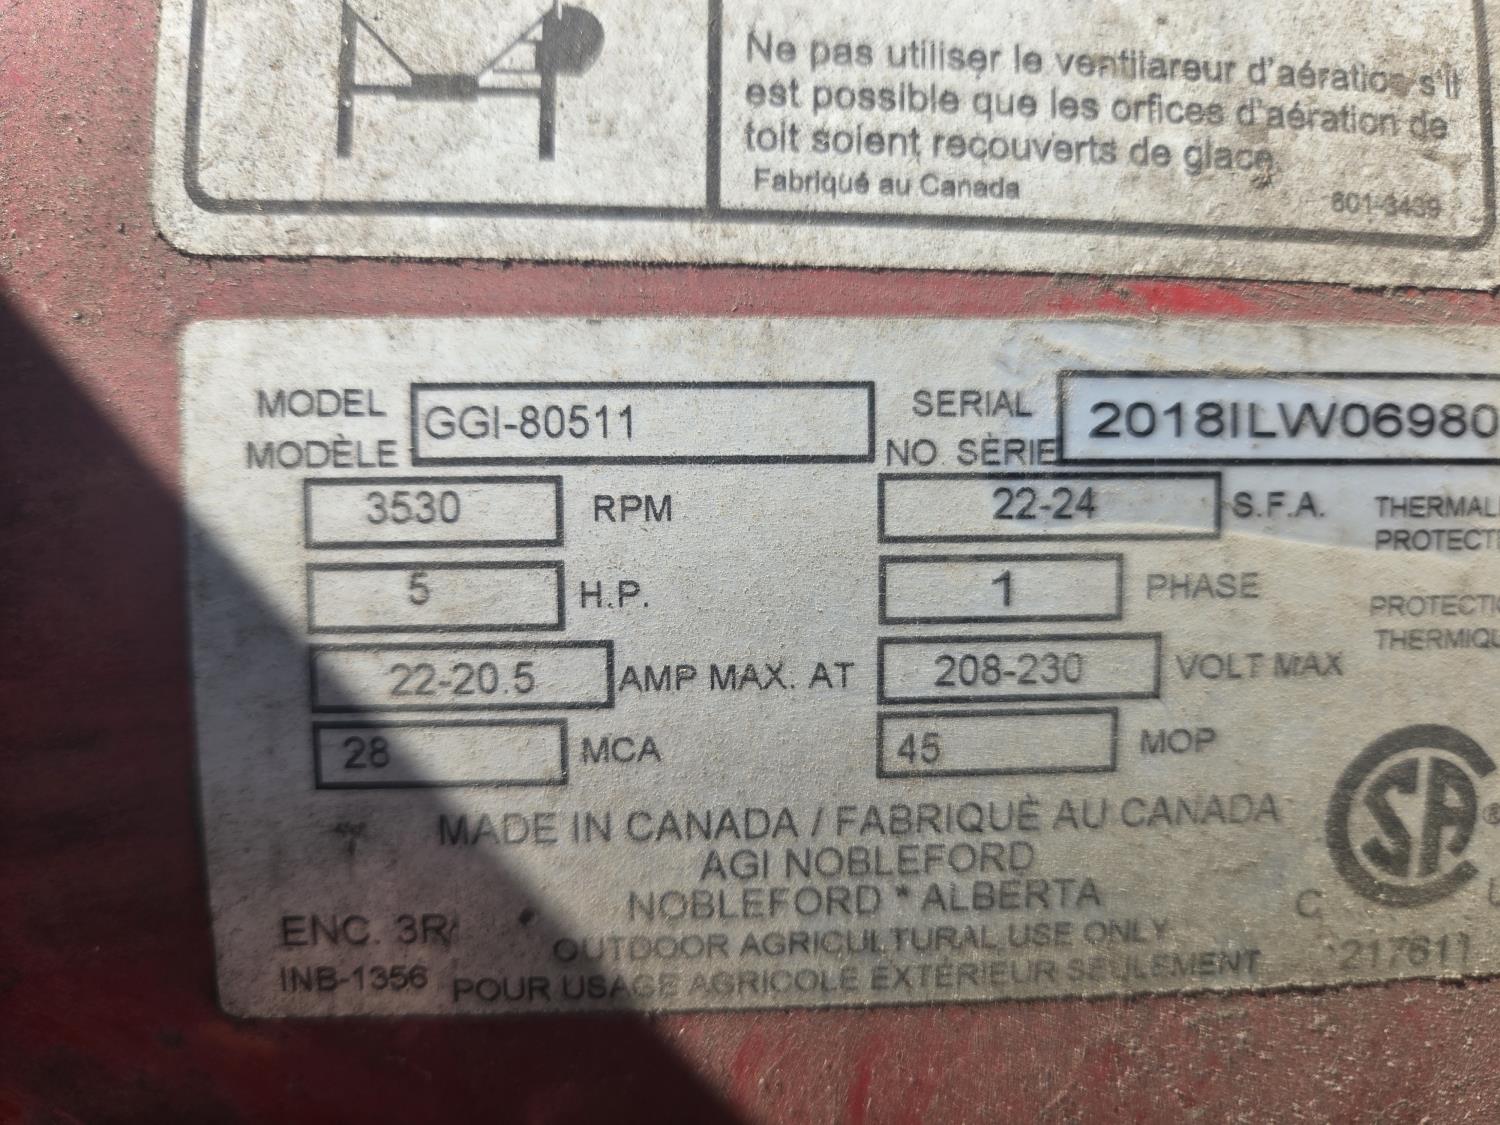 Ne pas utiliser le ventilareur d'aération s'il
est possible que les orfices d'aération de
toit soient recouverts de glace.
Fabriqué au Canada
601-3439
MODEL
MODÈLE
GGI-80511
SERIAL
NO. SÈRIE
2018ILW06980
3530 RPM
22-24 S.F.A.
THERMAL
PROTECT
5 H.P.
1 PHASE
PROTECTI
THERMIQU
22-20.5 AMP MAX. AT 208-230 VOLT MAX
28 MCA
45 MOP
MADE IN CANADA / FABRIQUÈ AU CANADA
AGI NOBLEFORD
NOBLEFORD * ALBERTA
ENC. 3R
OUTDOOR AGRICULTURAL USE ONLY
INB-1356
POUR USAGE AGRICOLE EXTÉRIEUR SEULEMENT
SA ®
C
217611